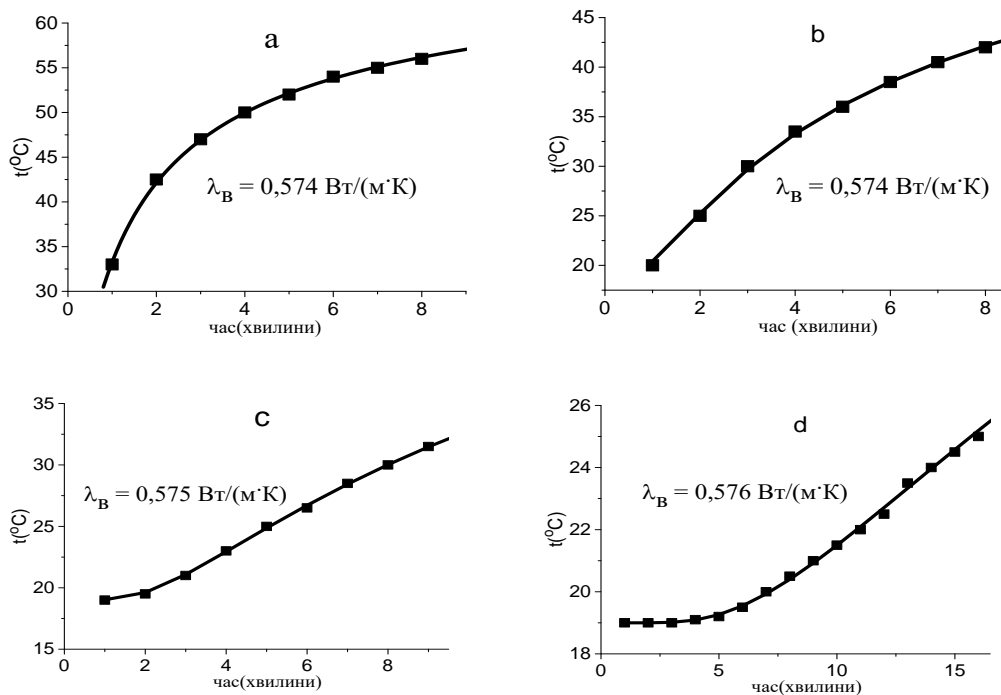 a
60
55
50
45
40
35
30
t(°C)
λв = 0,574 Вт/(м·К)
0 2 4 6 8
час(хвилини)
b
40
35
30
25
20
t(°C)
λв = 0,574 Вт/(м·К)
0 2 4 6 8
час (хвилини)
c
35
30
25
20
15
t(°C)
λв = 0,575 Вт/(м·К)
0 2 4 6 8
час(хвилини)
d
26
24
22
20
18
t(°C)
λв = 0,576 Вт/(м·К)
0 5 10 15
час(хвилини)